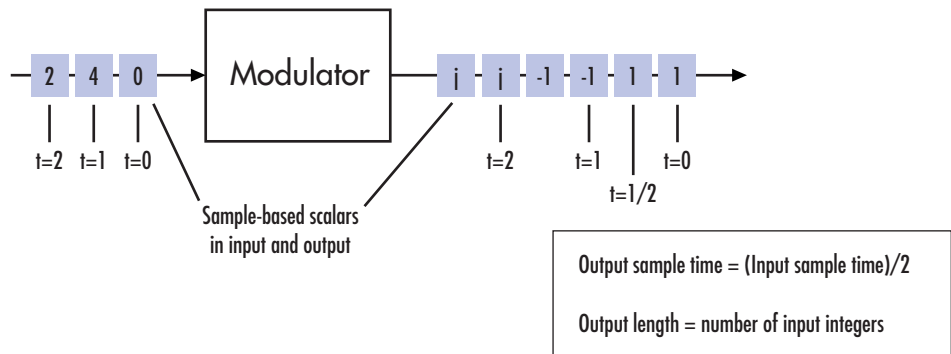 2 4 0 Modulator j j -1 -1 1 1
t=2 t=1 t=0 t=2 t=1 t=0
t=1/2
Sample-based scalars
in input and output
Output sample time = (Input sample time)/2
Output length = number of input integers